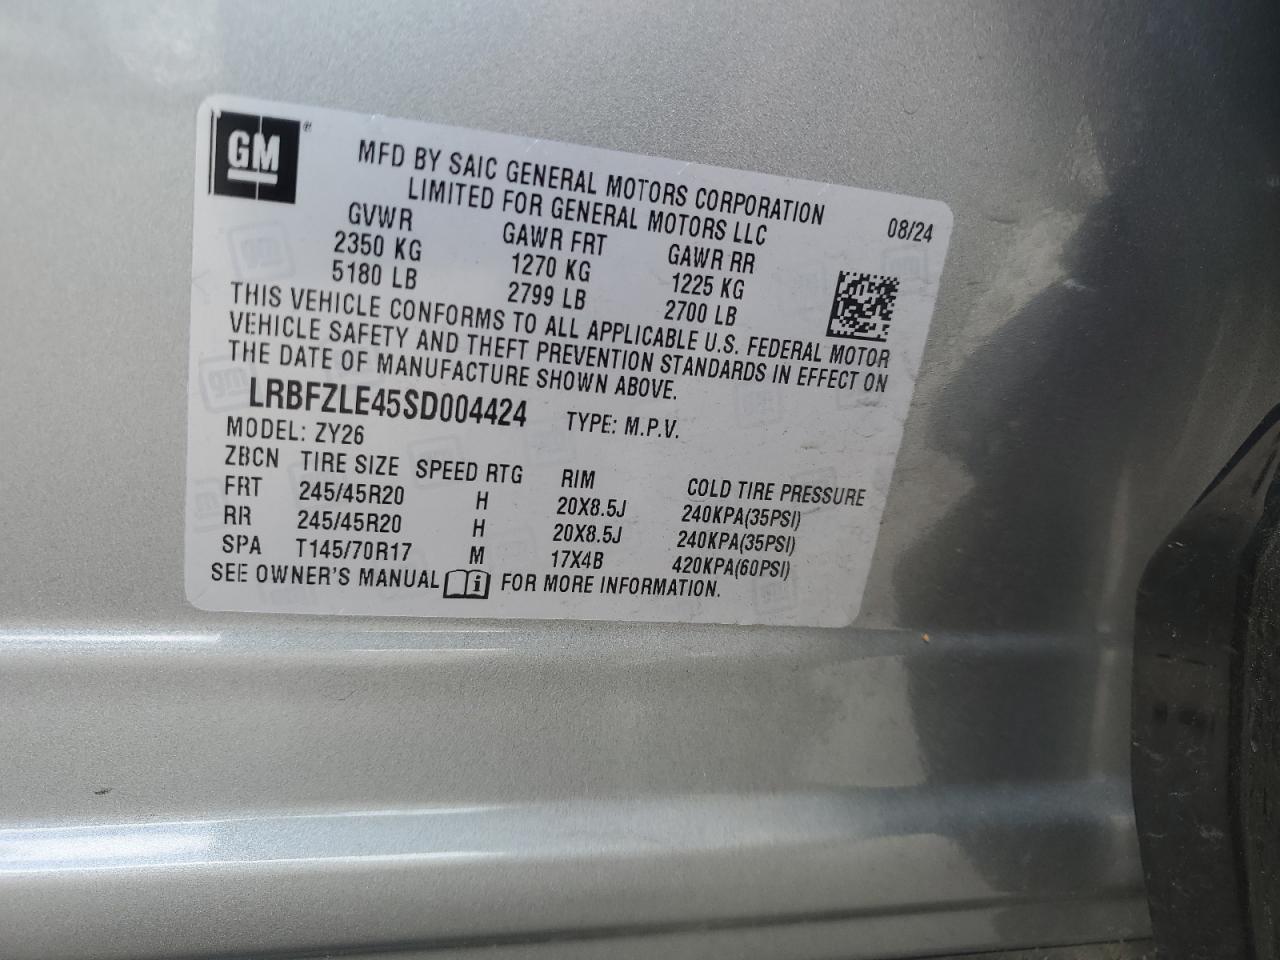 GM ®
MFD BY SAIC GENERAL MOTORS CORPORATION
LIMITED FOR GENERAL MOTORS LLC
08/24
GVWR GAWR FRT GAWR RR
2350 KG 1270 KG 1225 KG
5180 LB 2799 LB 2700 LB
THIS VEHICLE CONFORMS TO ALL APPLICABLE U.S. FEDERAL MOTOR
VEHICLE SAFETY AND THEFT PREVENTION STANDARDS IN EFFECT ON
THE DATE OF MANUFACTURE SHOWN ABOVE.
LRBFZLE45SD004424 TYPE: M.P.V.
MODEL: ZY26
ZBCN TIRE SIZE SPEED RTG RIM COLD TIRE PRESSURE
FRT 245/45R20 H 20X8.5J 240KPA(35PSI)
RR 245/45R20 H 20X8.5J 240KPA(35PSI)
SPA T145/70R17 M 17X4B 420KPA(60PSI)
SEE OWNER'S MANUAL i FOR MORE INFORMATION.